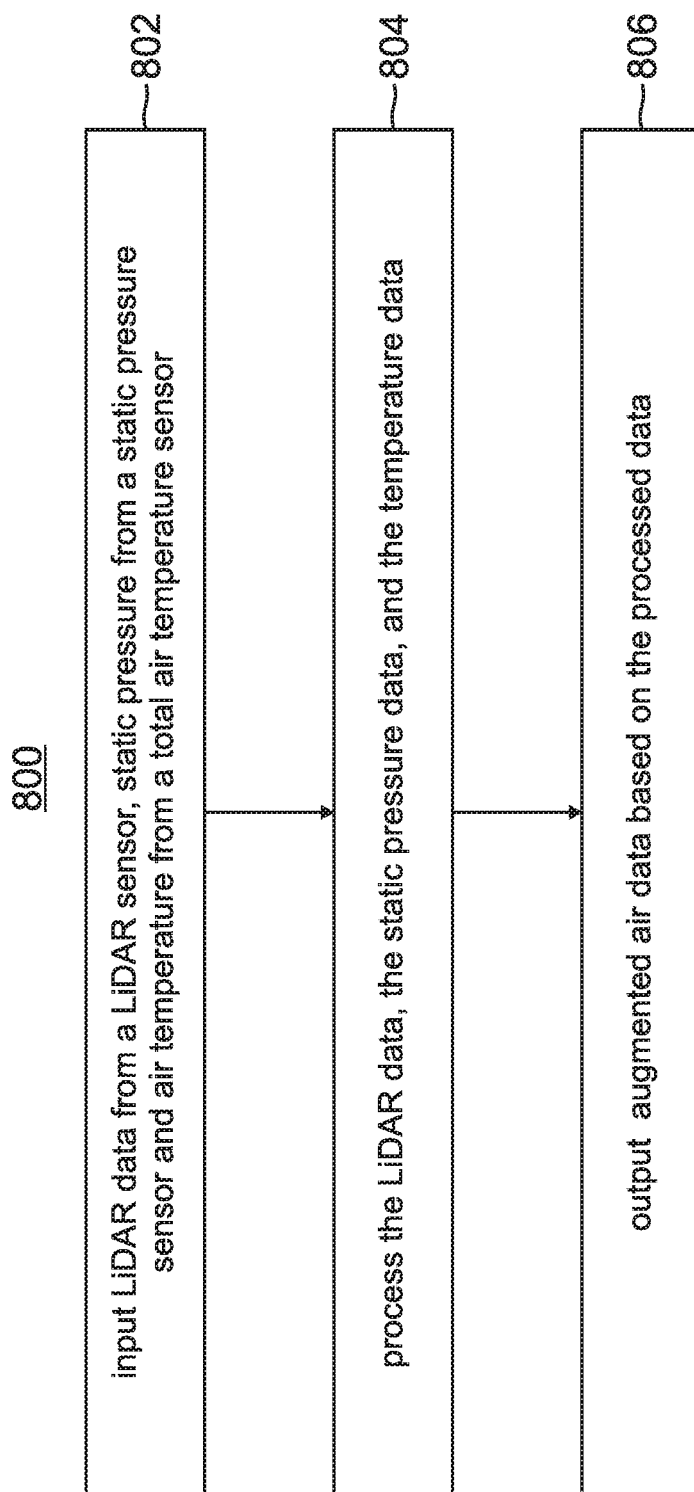 800
input LiDAR data from a LiDAR sensor, static pressure from a static pressure
sensor and air temperature from a total air temperature sensor
802
process the LiDAR data, the static pressure data, and the temperature data
804
output augmented air data based on the processed data
806